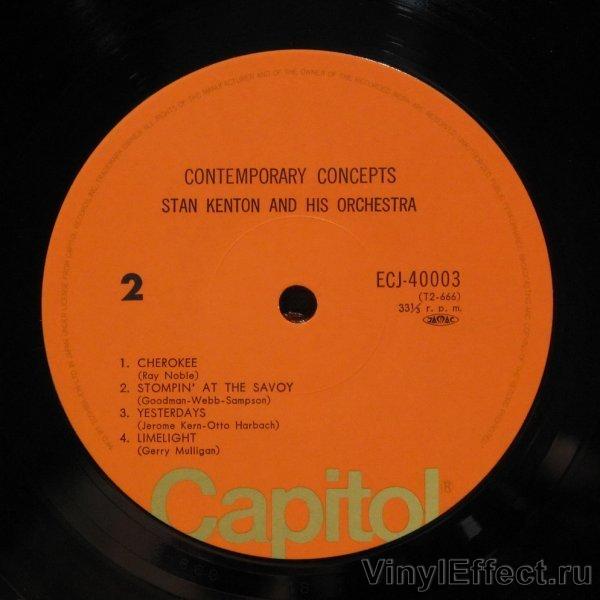 CONTEMPORARY CONCEPTS
STAN KENTON AND HIS ORCHESTRA
2
ECJ-40003
(T2-666)
33⅓ r. p. m.
JASRAC
1. CHEROKEE
(Ray Noble)
2. STOMPIN' AT THE SAVOY
(Goodman-Webb-Sampson)
3. YESTERDAYS
(Jerome Kern-Otto Harbach)
4. LIMELIGHT
(Gerry Mulligan)
Capitol®
VinylEffect.ru